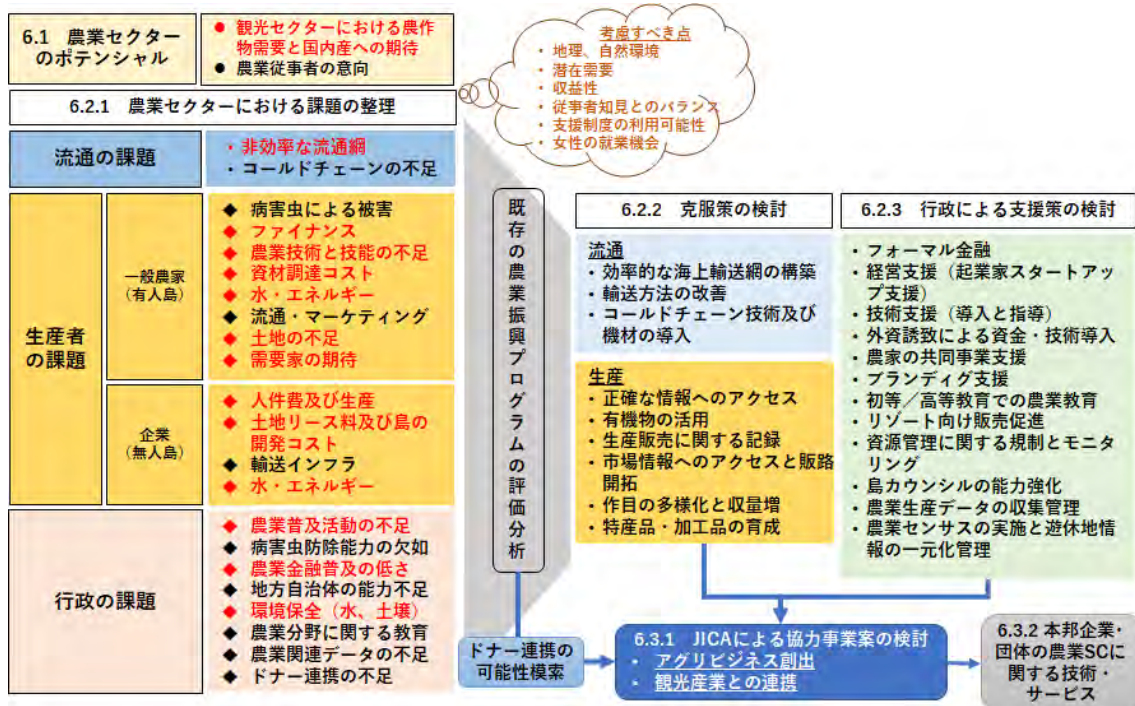 6.1 農業セクター
のポテンシャル
● 観光セクターにおける農作
物需要と国内産への期待
● 農業従事者の意向
考慮すべき点
・ 地理、自然環境
・ 潜在需要
・ 収益性
・ 従事者知見とのバランス
・ 支援制度の利用可能性
・ 女性の就業機会
6.2.1 農業セクターにおける課題の整理
流通の課題
・ 非効率な流通網
・ コールドチェーンの不足
生産者
の課題
一般農家
(有人島)
◆ 病害虫による被害
◆ ファイナンス
◆ 農業技術と技能の不足
◆ 資材調達コスト
◆ 水・エネルギー
◆ 流通・マーケティング
◆ 土地の不足
◆ 需要家の期待
企業
(無人島)
◆ 人件費及び生産
◆ 土地リース料及び島の
開発コスト
◆ 輸送インフラ
◆ 水・エネルギー
行政の課題
◆ 農業普及活動の不足
◆ 病害虫防除能力の欠如
◆ 農業金融普及の低さ
◆ 地方自治体の能力不足
◆ 環境保全(水、土壌)
◆ 農業分野に関する教育
◆ 農業関連データの不足
◆ ドナー連携の不足
既存の農業振興プログラムの評価分析
6.2.2 克服策の検討
流通
・ 効率的な海上輸送網の構築
・ 輸送方法の改善
・ コールドチェーン技術及び
機材の導入
生産
・ 正確な情報へのアクセス
・ 有機物の活用
・ 生産販売に関する記録
・ 市場情報へのアクセスと販路
開拓
・ 作目の多様化と収量増
・ 特産品・加工品の育成
6.2.3 行政による支援策の検討
・ フォーマル金融
・ 経営支援(起業家スタートアッ
プ支援)
・ 技術支援(導入と指導)
・ 外資誘致による資金・技術導入
・ 農家の共同事業支援
・ ブランディグ支援
・ 初等/高等教育での農業教育
・ リゾート向け販売促進
・ 資源管理に関する規制とモニタ
リング
・ 島カウンシルの能力強化
・ 農業生産データの収集管理
・ 農業センサスの実施と遊休地情
報の一元化管理
ドナー連携の
可能性模索
6.3.1 JICAによる協力事業案の検討
・ アグリビジネス創出
・ 観光産業との連携
6.3.2 本邦企業・
団体の農業SCに
関する技術・
サービス